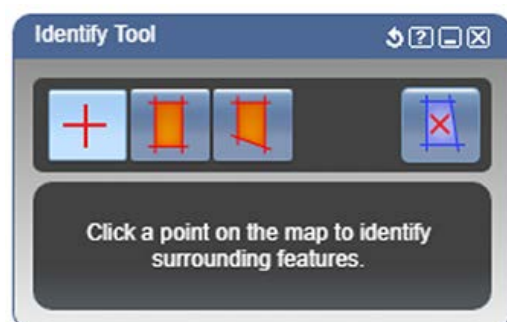 Identify Tool
Click a point on the map to identify
surrounding features.